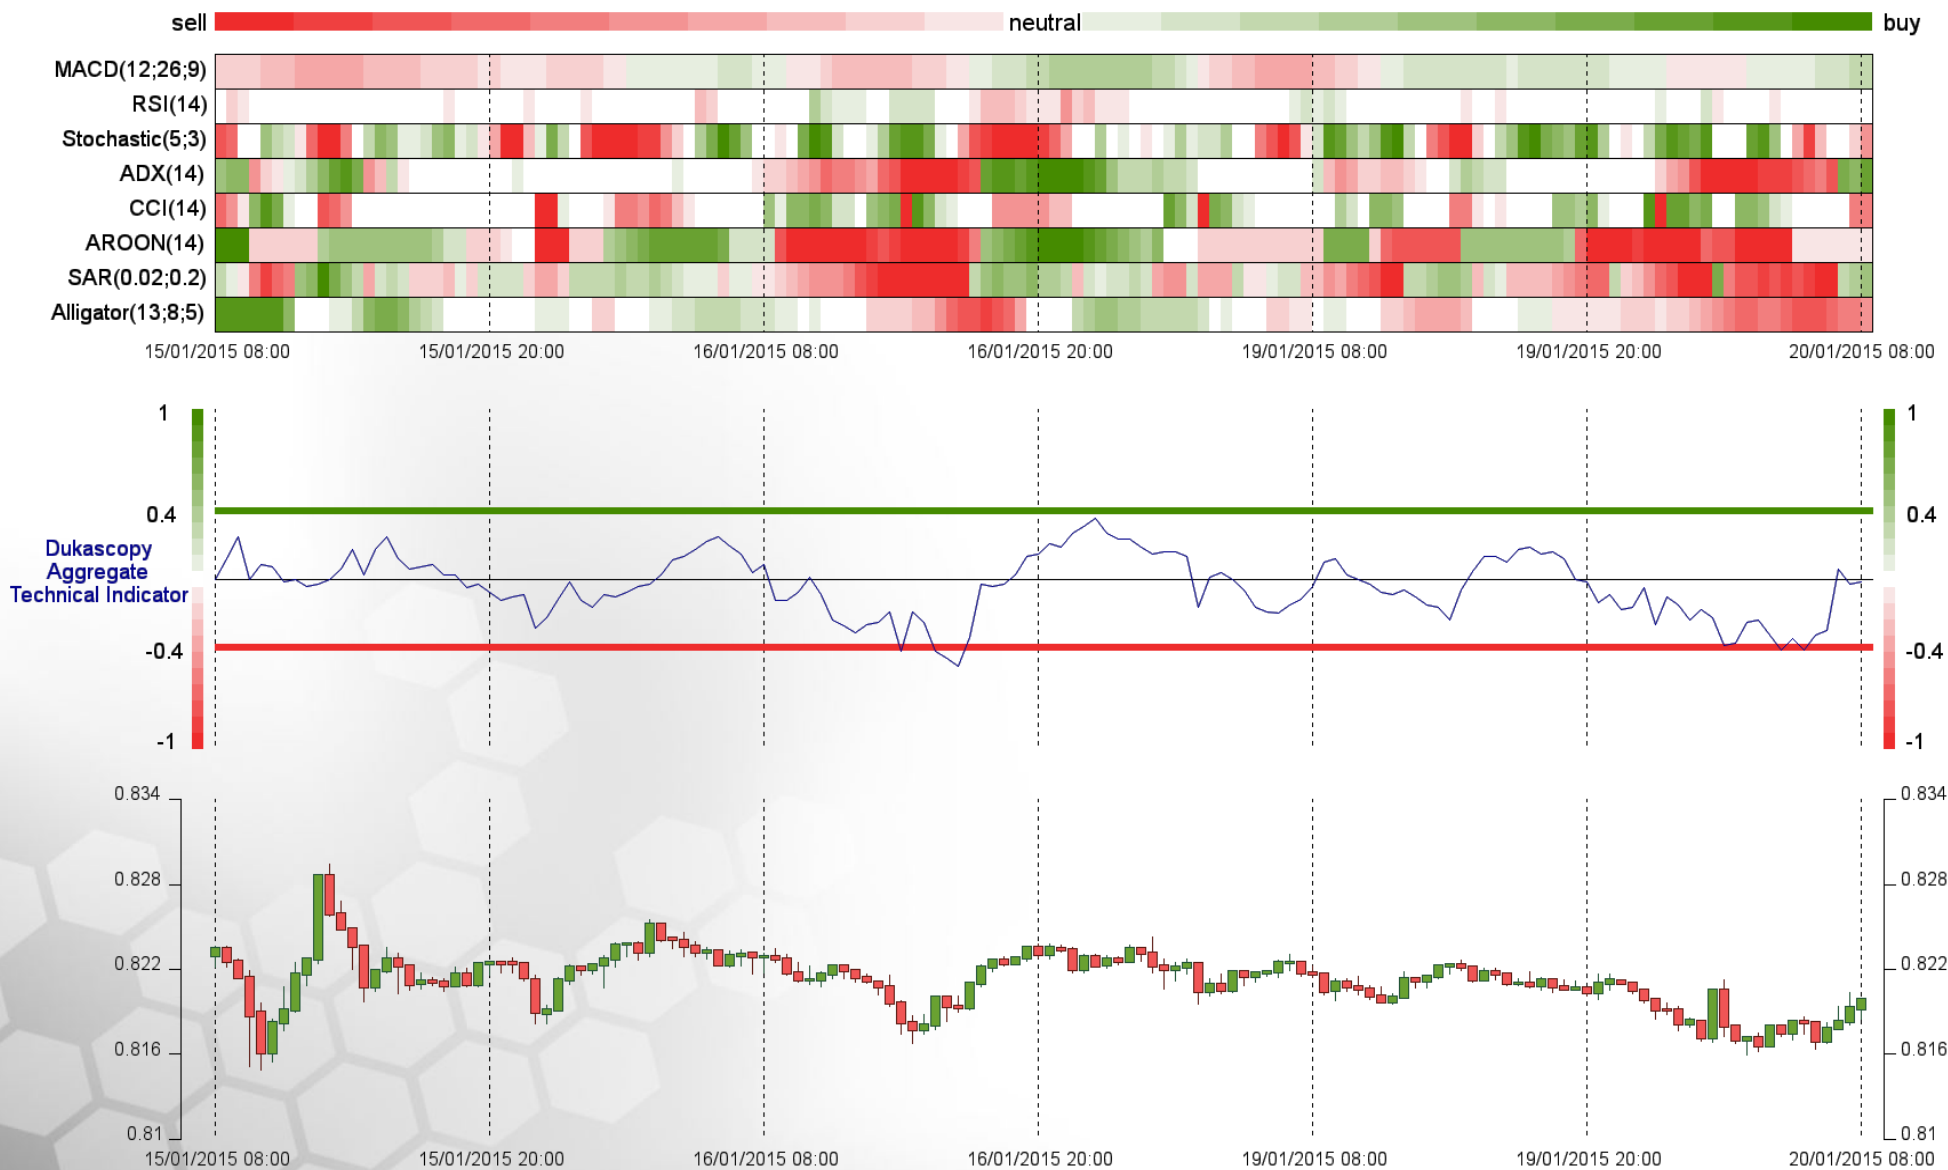 sell neutral buy
MACD(12;26;9)
RSI(14)
Stochastic(5;3)
ADX(14)
CCI(14)
AROON(14)
SAR(0.02;0.2)
Alligator(13;8;5)
15/01/2015 08:00 15/01/2015 20:00 16/01/2015 08:00 16/01/2015 20:00 19/01/2015 08:00 19/01/2015 20:00 20/01/2015 08:00
1 1
0.4 0.4
Dukascopy
Aggregate
Technical Indicator
-0.4 -0.4
-1 -1
0.834 0.834
0.828 0.828
0.822 0.822
0.816 0.816
0.81 0.81
15/01/2015 08:00 15/01/2015 20:00 16/01/2015 08:00 16/01/2015 20:00 19/01/2015 08:00 19/01/2015 20:00 20/01/2015 08:00